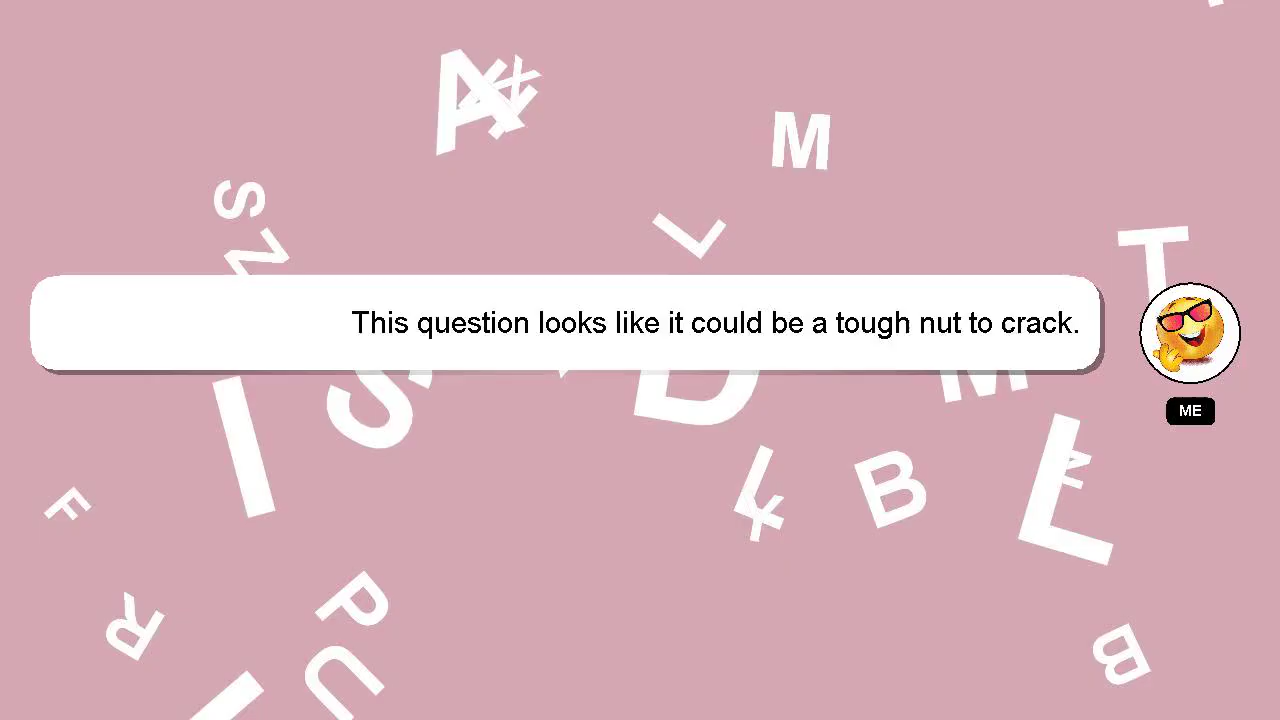 A
M
S
Z
L
T
This question looks like it could be a tough nut to crack.
ME
I
S
D
M
L
B
L
Z
F
Y
P
R
U
B